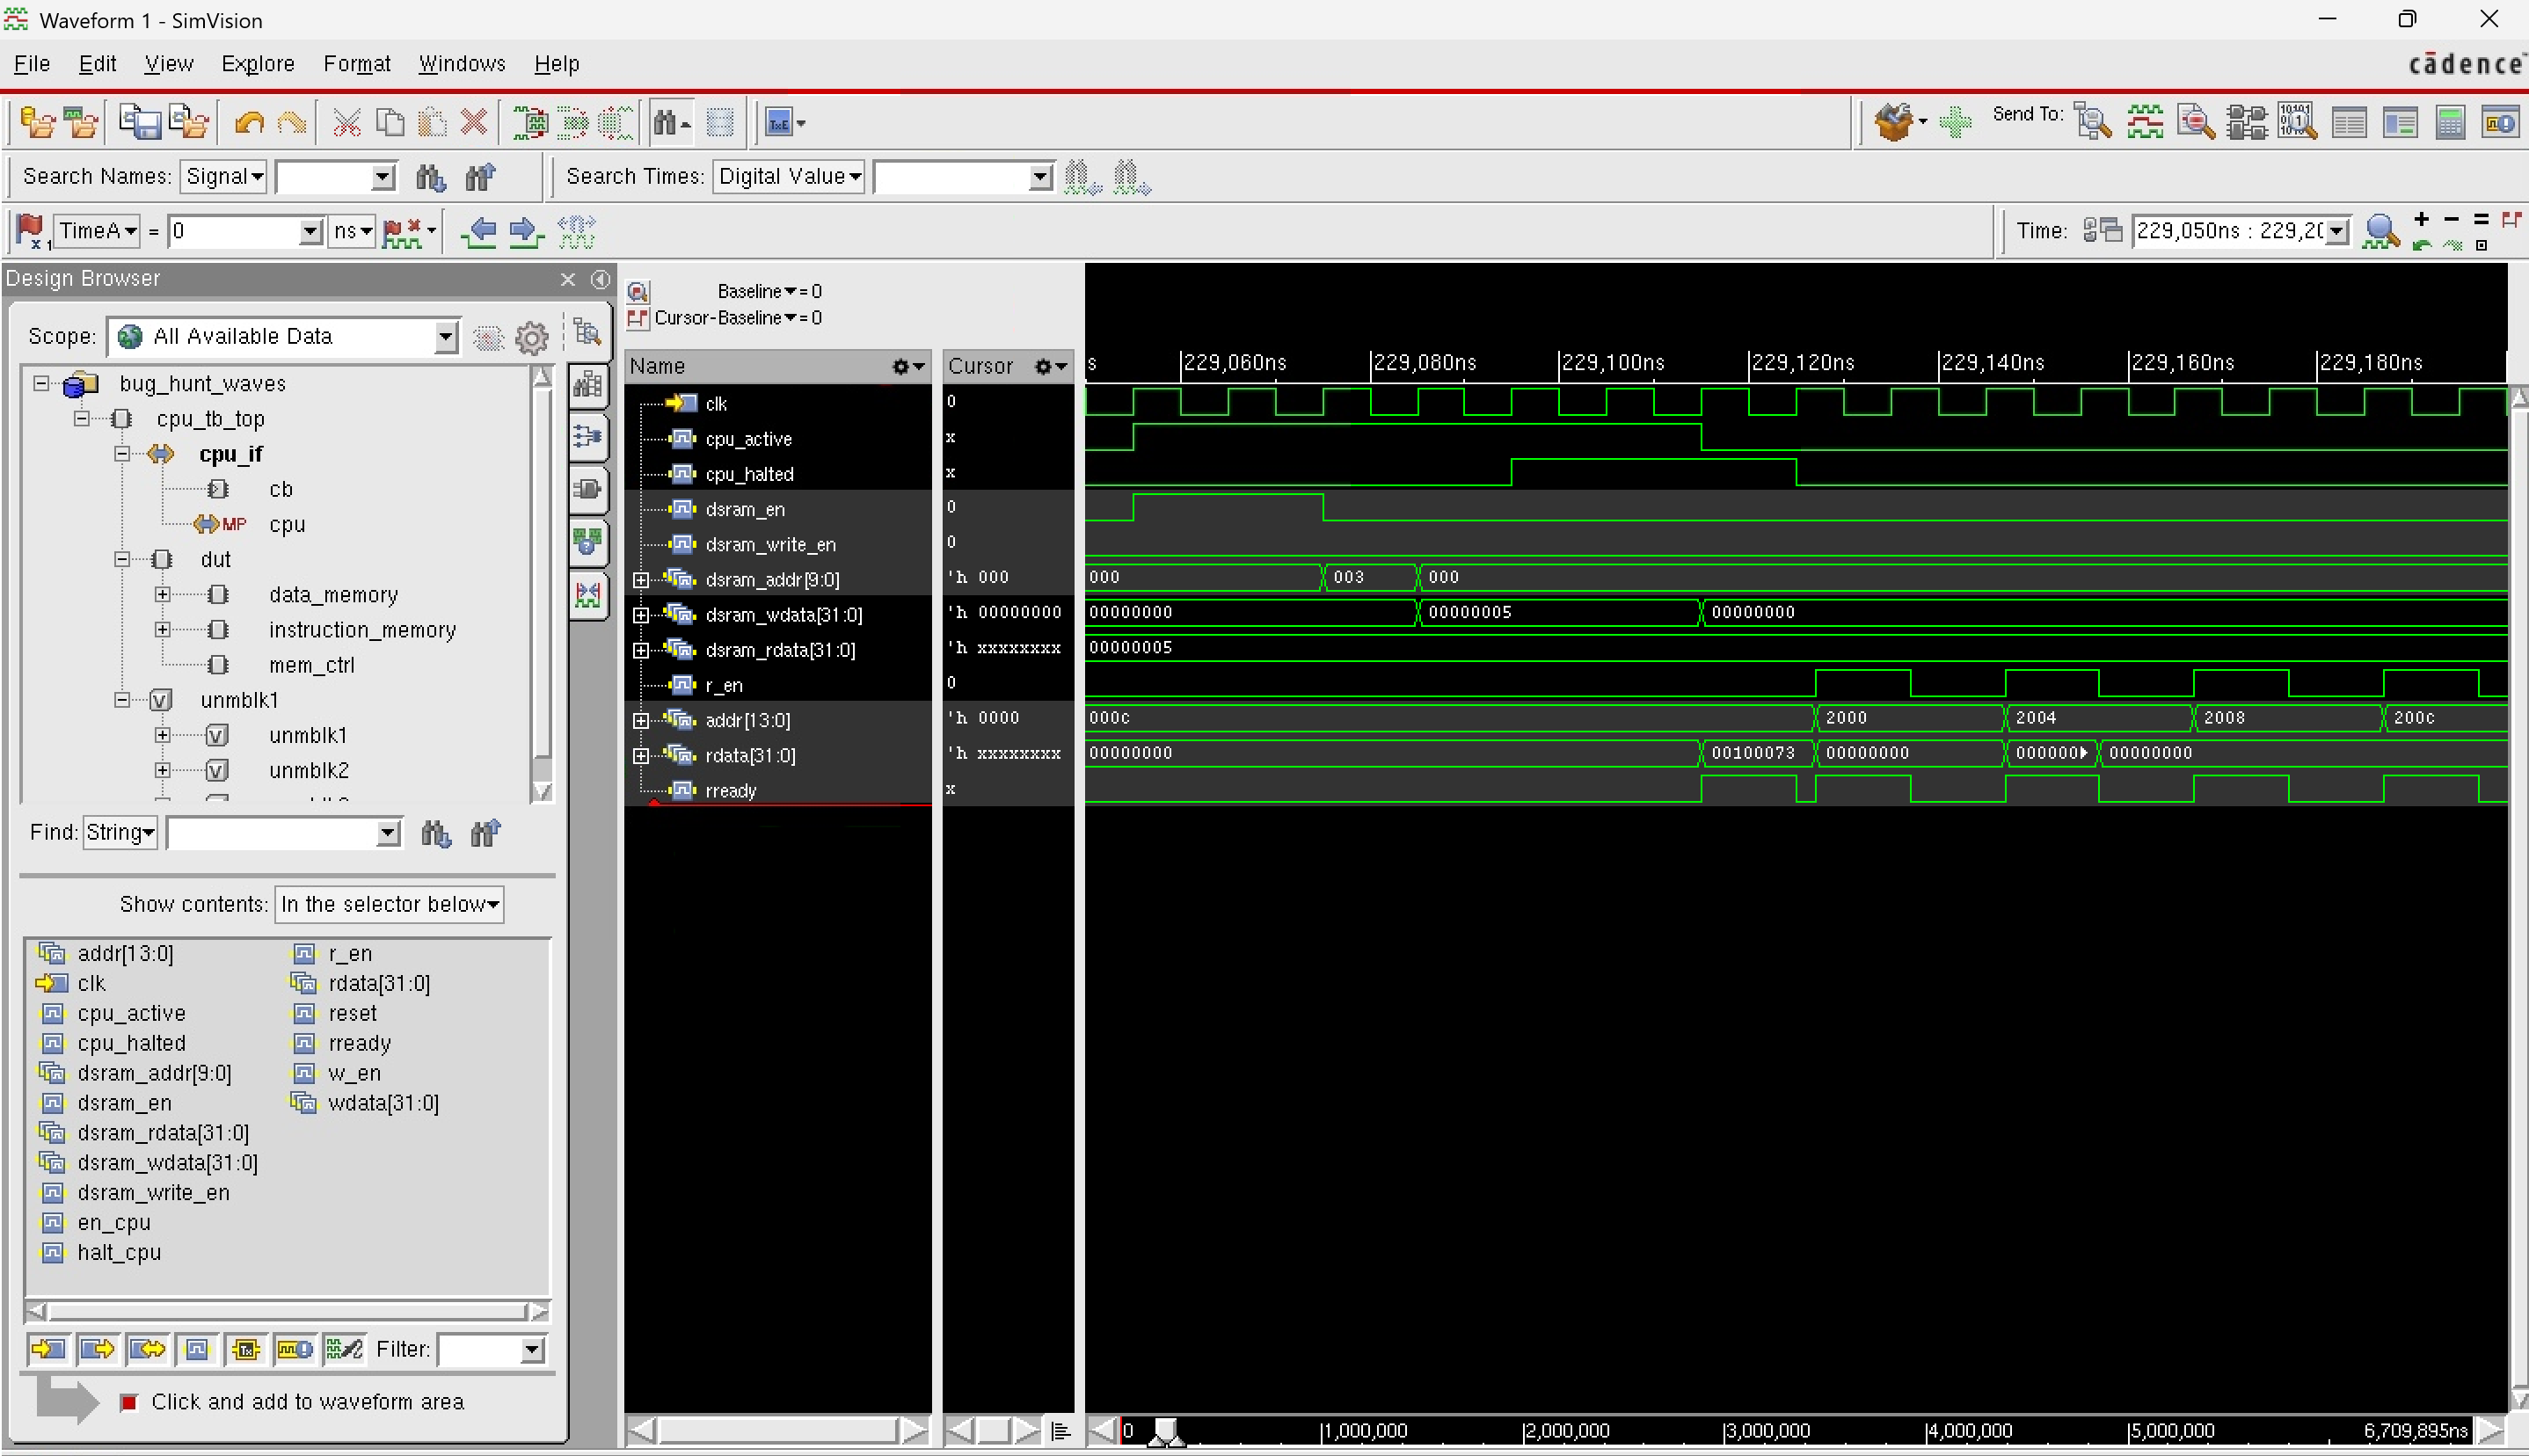 Waveform 1 - SimVision
File Edit View Explore Format Windows Help
cādence
Send To:
Search Names: Signal
Search Times: Digital Value
x1 TimeA = 0 ns
Time: 229,050ns : 229,20
Design Browser
Scope: All Available Data
bug_hunt_waves
cpu_tb_top
cpu_if
cb
MP cpu
dut
data_memory
instruction_memory
mem_ctrl
unmblk1
unmblk1
unmblk2
Find: String
Show contents: In the selector below
addr[13:0]
clk
cpu_active
cpu_halted
dsram_addr[9:0]
dsram_en
dsram_rdata[31:0]
dsram_wdata[31:0]
dsram_write_en
en_cpu
halt_cpu
r_en
rdata[31:0]
reset
rready
w_en
wdata[31:0]
Filter:
Click and add to waveform area
Baseline = 0
Cursor-Baseline = 0
Name Cursor
s 229,060ns 229,080ns 229,100ns 229,120ns 229,140ns 229,160ns 229,180ns
clk 0
cpu_active x
cpu_halted x
dsram_en 0
dsram_write_en 0
dsram_addr[9:0] 'h 000 000 003 000
dsram_wdata[31:0] 'h 00000000 00000000 00000005 00000000
dsram_rdata[31:0] 'h xxxxxxxx 00000005
r_en 0
addr[13:0] 'h 0000 000c 2000 2004 2008 200c
rdata[31:0] 'h xxxxxxxx 00000000 00100073 00000000 000000 00000000
rready x
0 1,000,000 2,000,000 3,000,000 4,000,000 5,000,000 6,709,895ns